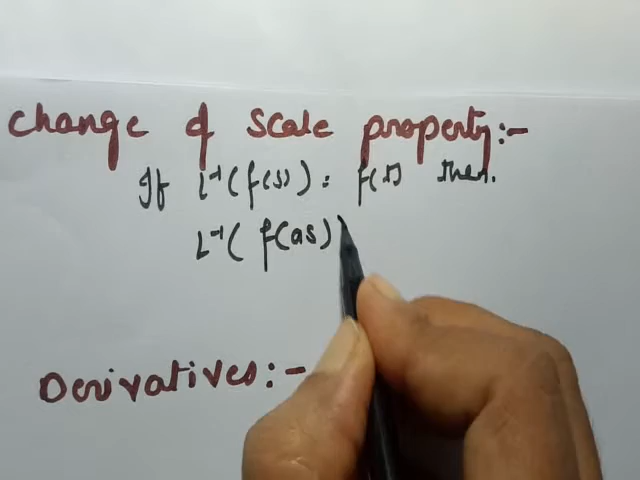 Change of Scale property:-
If L⁻¹(f(s)) = f(t) then.
L⁻¹( f(as)
Derivatives:-